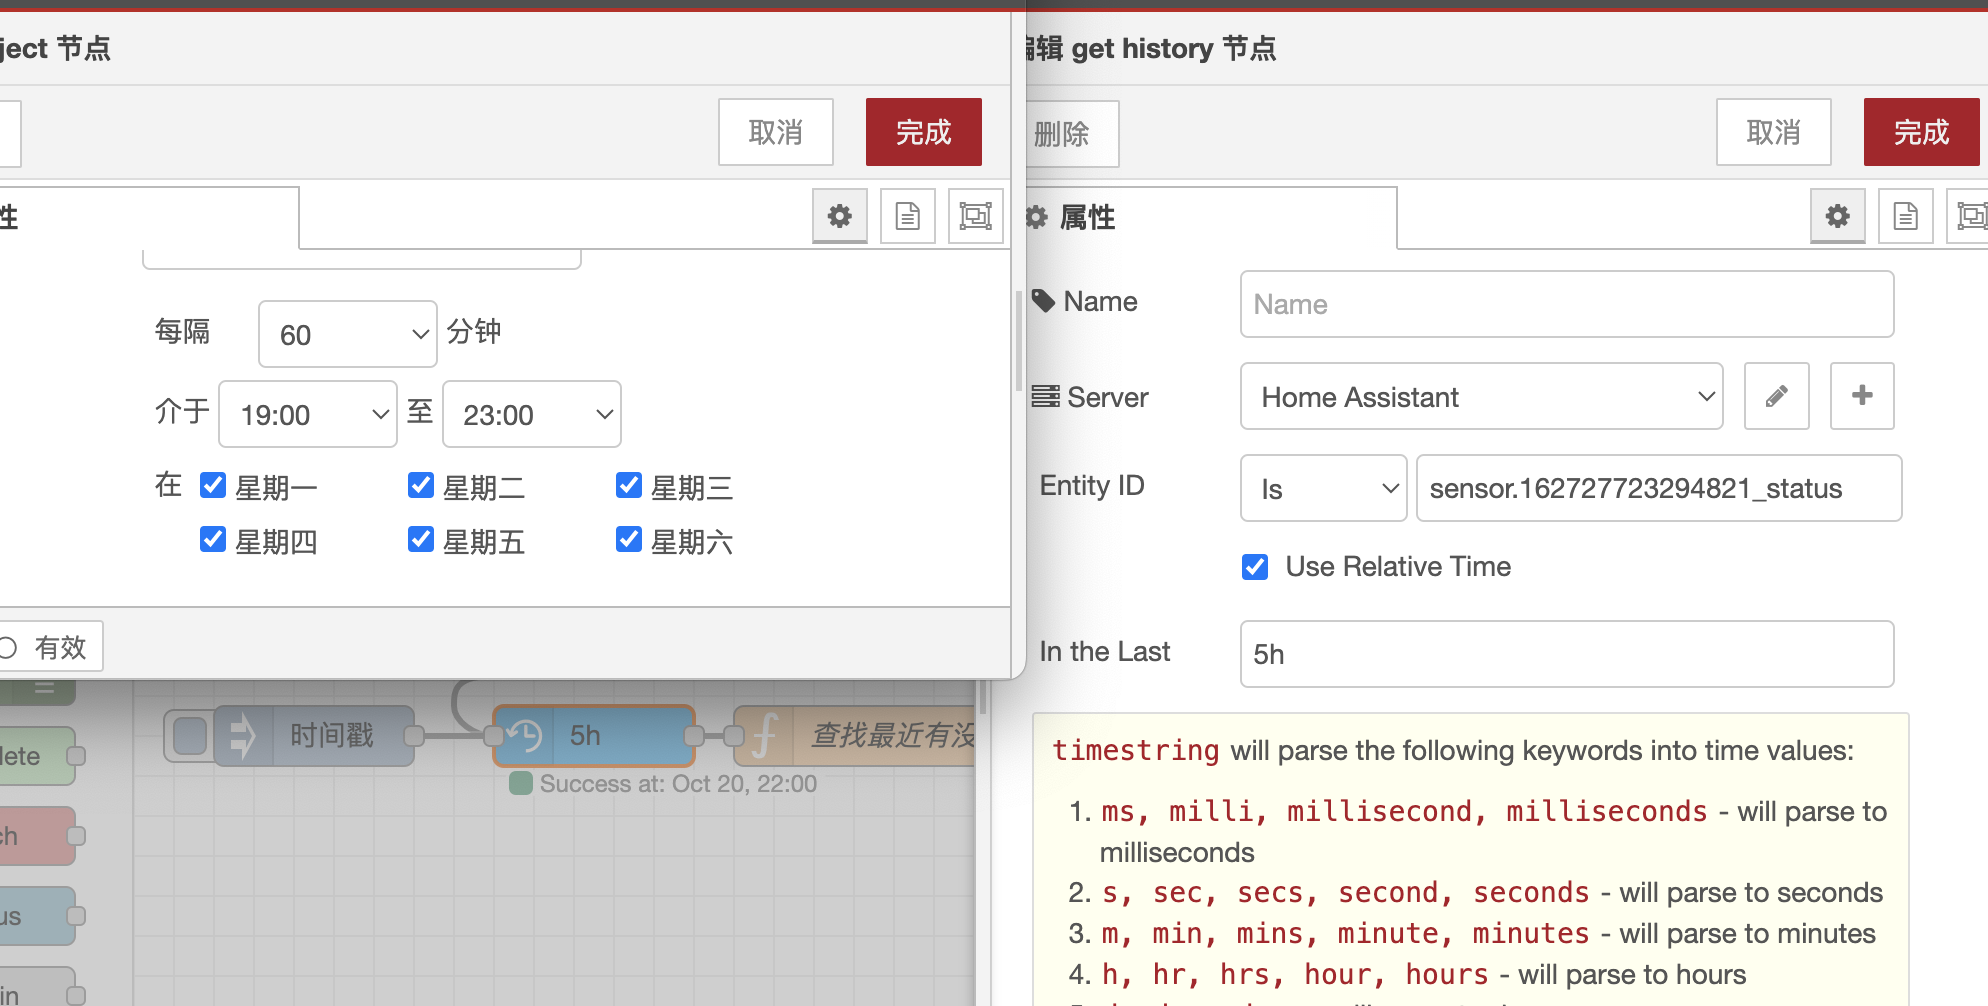 ject 节点
取消
完成
性
每隔 60 分钟
介于 19:00 至 23:00
在 星期一 星期二 星期三
星期四 星期五 星期六
有效
lete
ch
us
in
时间戳
5h
查找最近有没
Success at: Oct 20, 22:00
编辑 get history 节点
删除
取消
完成
属性
Name Name
Server Home Assistant
Entity ID Is sensor.162727723294821_status
Use Relative Time
In the Last 5h
timestring will parse the following keywords into time values:
1. ms, milli, millisecond, milliseconds - will parse to
milliseconds
2. s, sec, secs, second, seconds - will parse to seconds
3. m, min, mins, minute, minutes - will parse to minutes
4. h, hr, hrs, hour, hours - will parse to hours